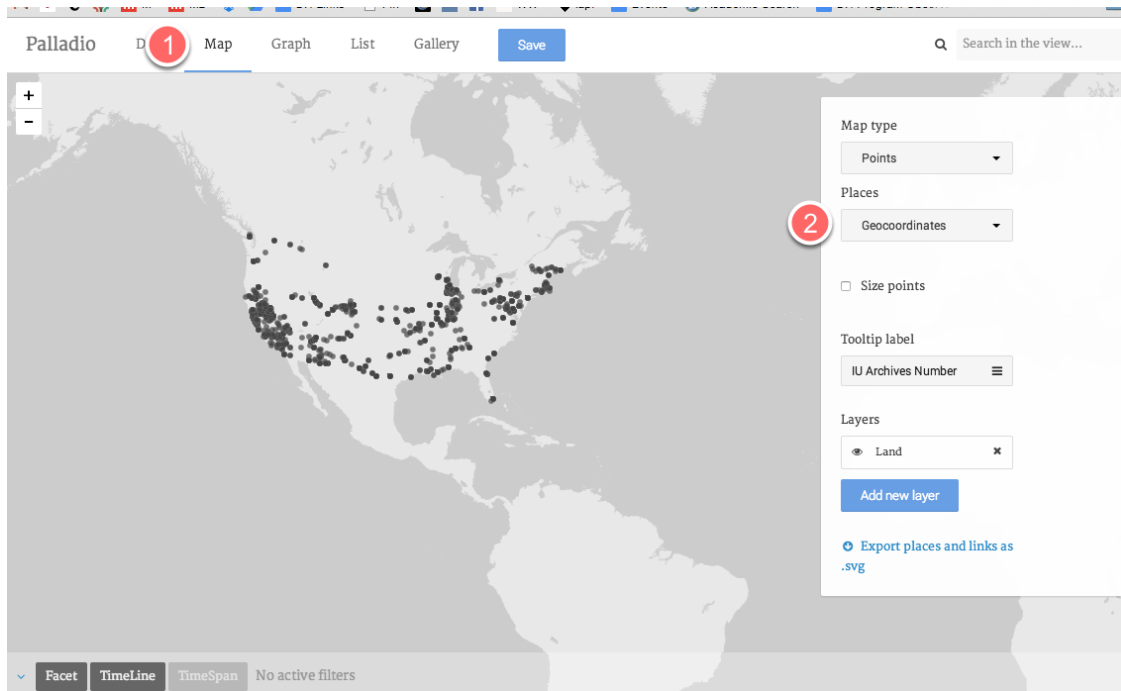 Palladio
1
Map
Graph
List
Gallery
Save
Search in the view...
+
−
Map type
Points
Places
2
Geocoordinates
Size points
Tooltip label
IU Archives Number
Layers
Land
Add new layer
Export places and links as
.svg
Facet
TimeLine
TimeSpan
No active filters